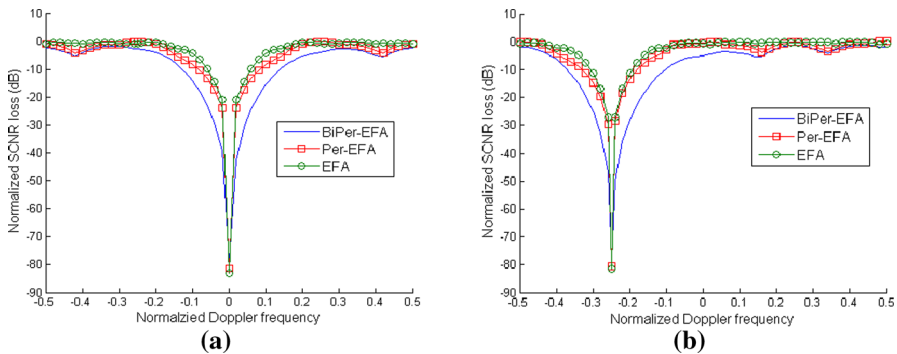 10
0
-10
-20
-30
-40
-50
-60
-70
-80
-90
Normalized SCNR loss (dB)
BiPer-EFA
Per-EFA
EFA
-0.5 -0.4 -0.3 -0.2 -0.1 0 0.1 0.2 0.3 0.4 0.5
Normalzied Doppler frequency
(a)
10
0
-10
-20
-30
-40
-50
-60
-70
-80
-90
Normalized SCNR loss (dB)
BiPer-EFA
Per-EFA
EFA
-0.5 -0.4 -0.3 -0.2 -0.1 0 0.1 0.2 0.3 0.4 0.5
Normalized Doppler frequency
(b)